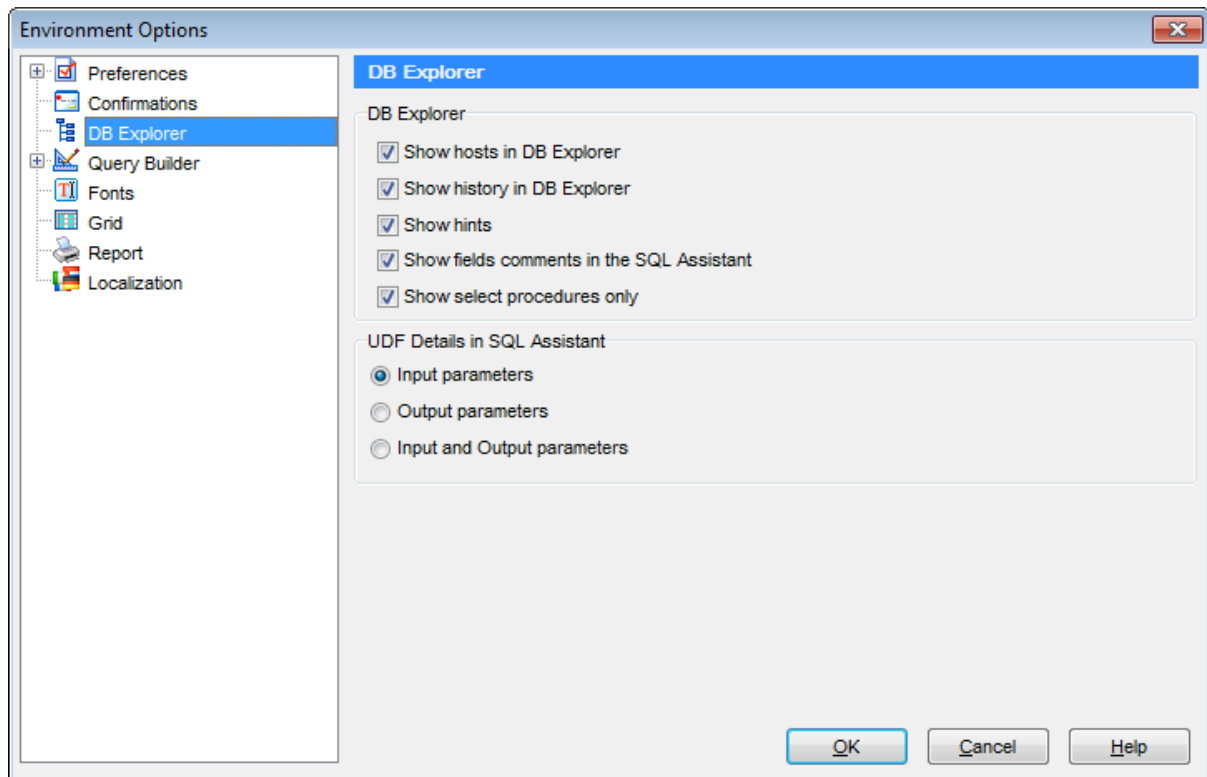 Environment Options
Preferences
Confirmations
DB Explorer
Query Builder
Fonts
Grid
Report
Localization
DB Explorer
DB Explorer
Show hosts in DB Explorer
Show history in DB Explorer
Show hints
Show fields comments in the SQL Assistant
Show select procedures only
UDF Details in SQL Assistant
Input parameters
Output parameters
Input and Output parameters
OK
Cancel
Help